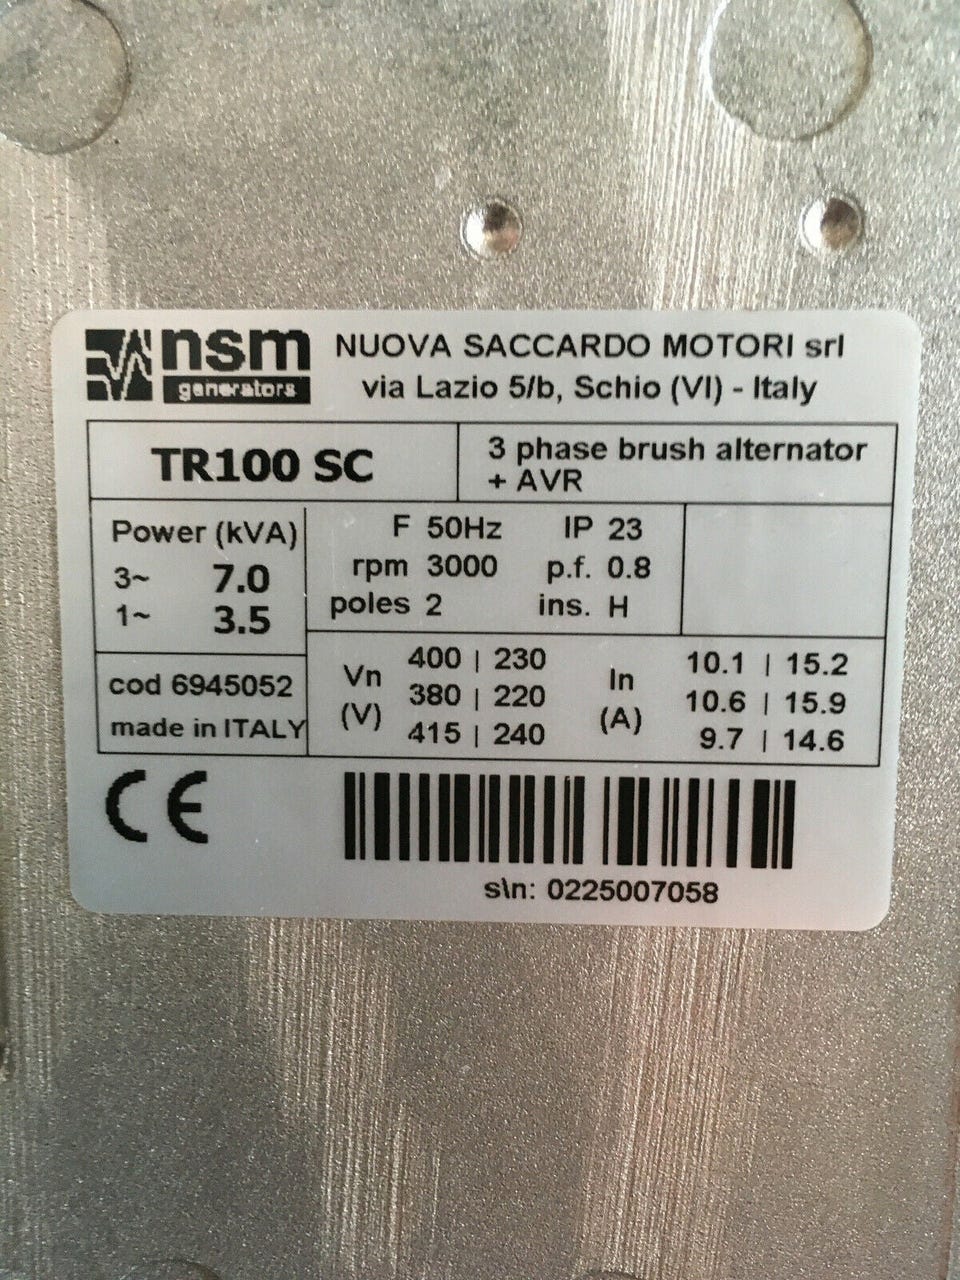 nsm
generators
NUOVA SACCARDO MOTORI srl
via Lazio 5/b, Schio (VI) - Italy
TR100 SC
3 phase brush alternator
+ AVR
Power (kVA)
3~ 7.0
1~ 3.5
F 50Hz IP 23
rpm 3000 p.f. 0.8
poles 2 ins. H
cod 6945052
made in ITALY
Vn
(V)
400 | 230
380 | 220
415 | 240
In
(A)
10.1 | 15.2
10.6 | 15.9
9.7 | 14.6
CE
s\n: 0225007058